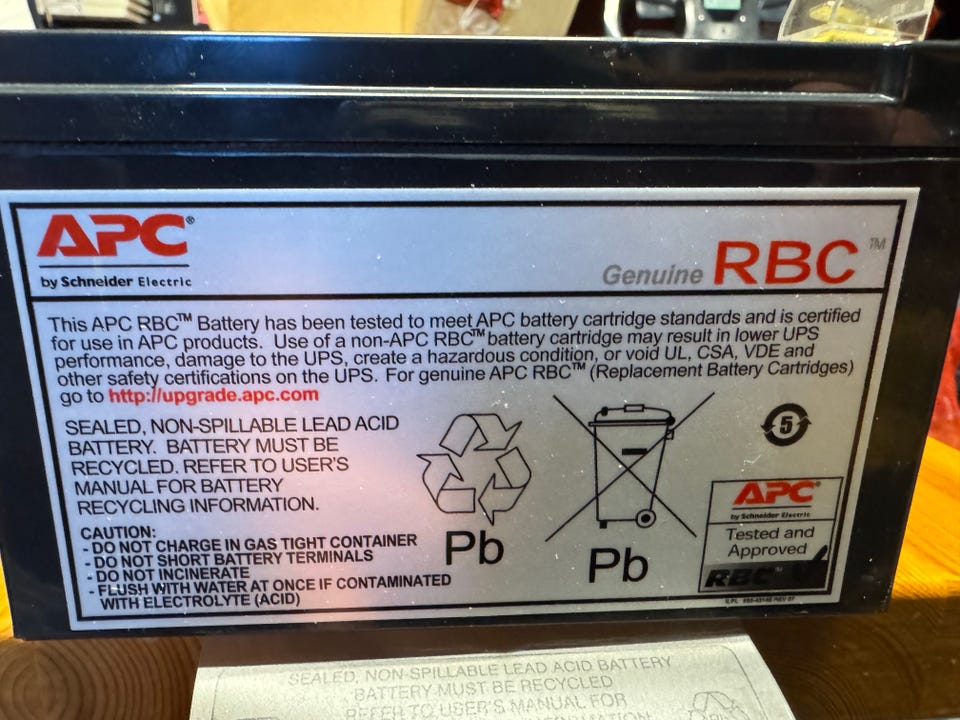 APC®
by Schneider Electric
Genuine RBC™
This APC RBC™ Battery has been tested to meet APC battery cartridge standards and is certified
for use in APC products. Use of a non-APC RBC™ battery cartridge may result in lower UPS
performance, damage to the UPS, create a hazardous condition, or void UL, CSA, VDE and
other safety certifications on the UPS. For genuine APC RBC™ (Replacement Battery Cartridges)
go to http://upgrade.apc.com
SEALED, NON-SPILLABLE LEAD ACID
BATTERY. BATTERY MUST BE
RECYCLED. REFER TO USER'S
MANUAL FOR BATTERY
RECYCLING INFORMATION.
CAUTION:
- DO NOT CHARGE IN GAS TIGHT CONTAINER
- DO NOT SHORT BATTERY TERMINALS
- DO NOT INCINERATE
- FLUSH WITH WATER AT ONCE IF CONTAMINATED
WITH ELECTROLYTE (ACID)
Pb
Pb
5
APC®
by Schneider Electric
Tested and
Approved
RBC™
SEALED, NON-SPILLABLE LEAD ACID BATTERY
BATTERY MUST BE RECYCLED
REFER TO USER'S MANUAL FOR